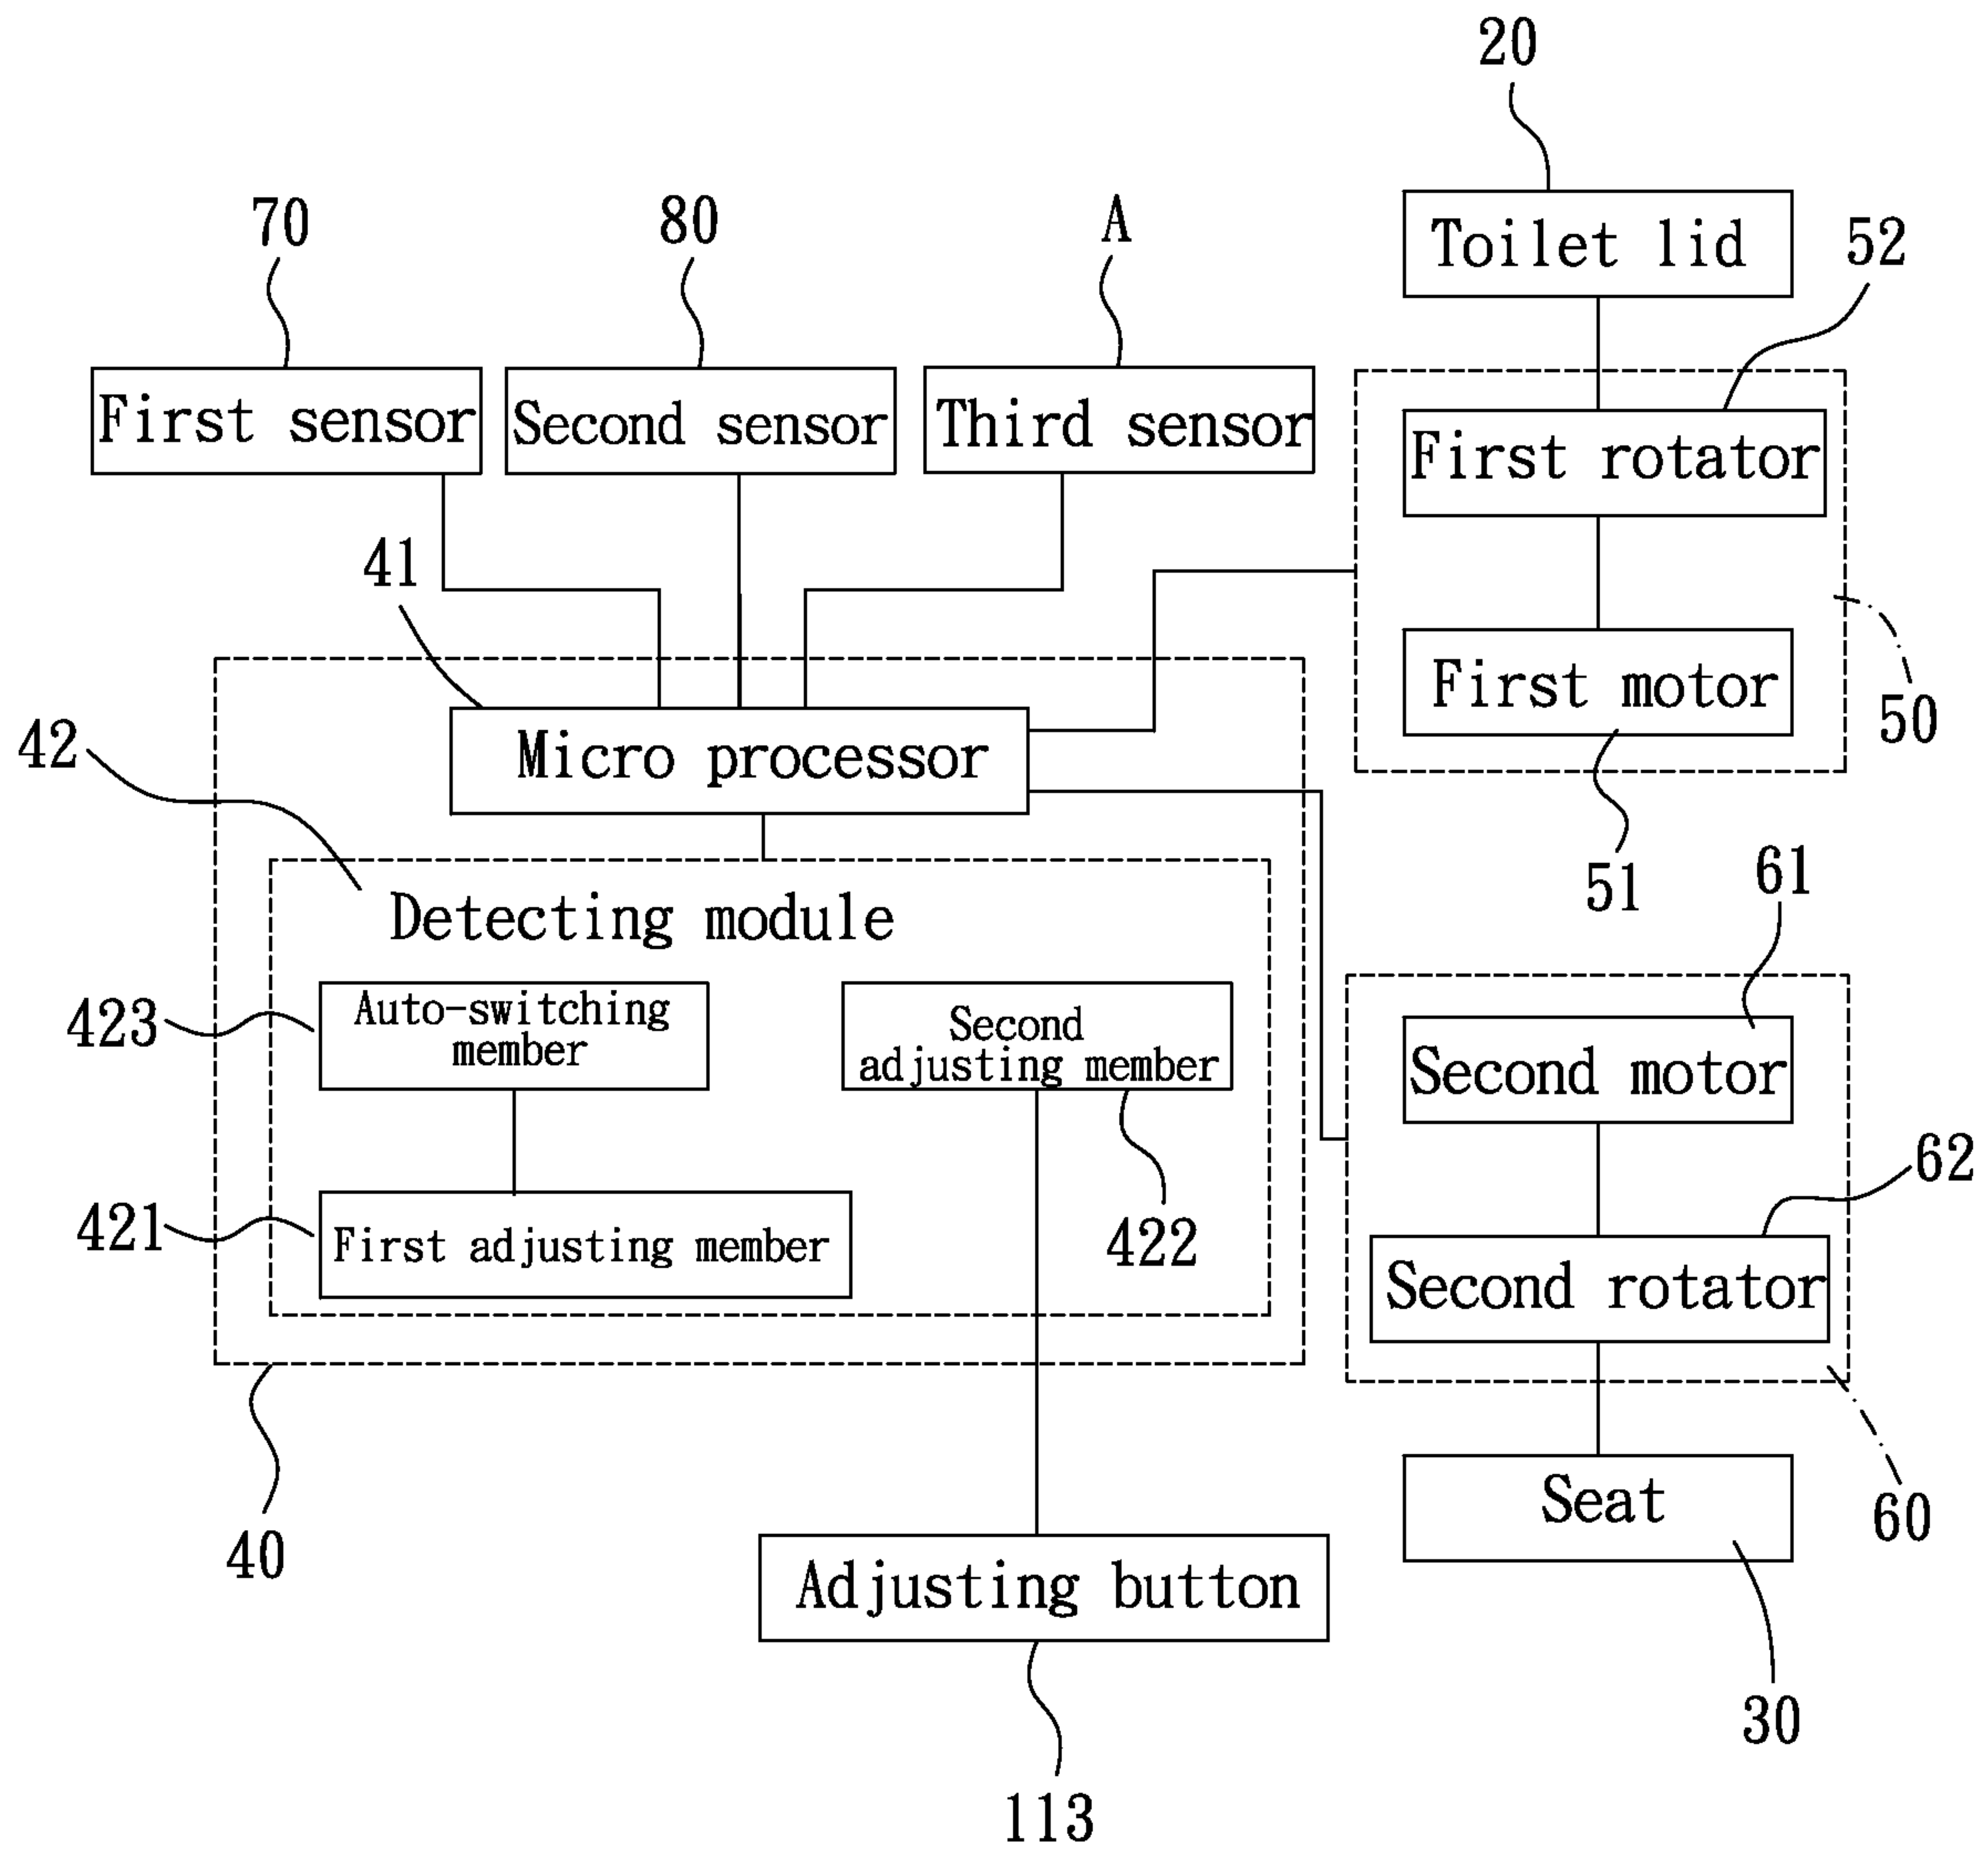 20
70
80
A
52
Toilet lid
First sensor
Second sensor
Third sensor
First rotator
41
First motor
50
42
Micro processor
51
61
Detecting module
423
Auto-switching
member
Second
adjusting member
Second motor
62
421
First adjusting member
422
Second rotator
Seat
60
40
Adjusting button
30
113